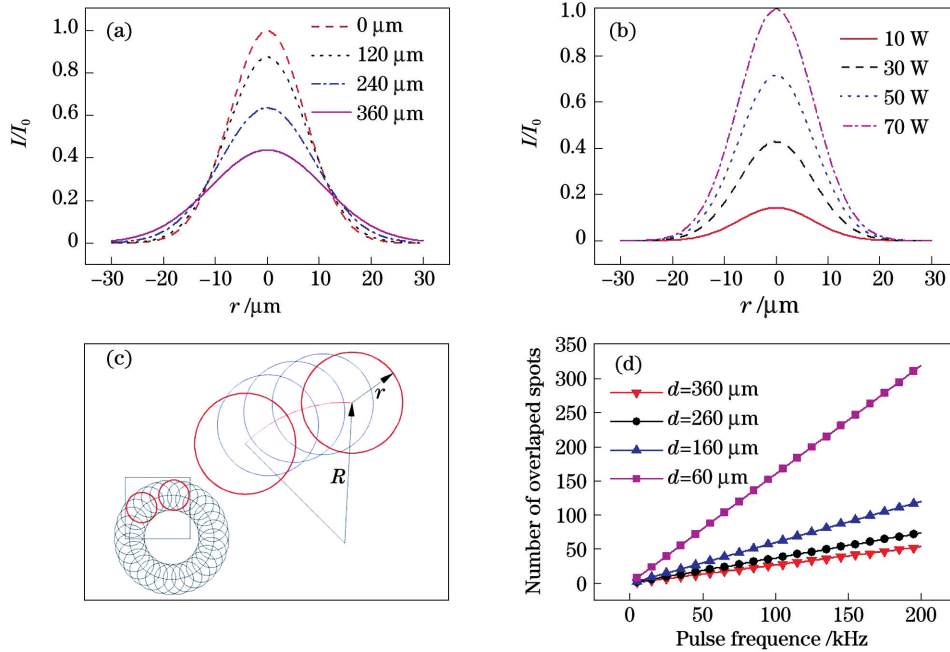 (a)
0 μm
120 μm
240 μm
360 μm
1.0
0.8
0.6
0.4
0.2
0
I/I0
−30
−20
−10
0
10
20
30
r /μm
(b)
10 W
30 W
50 W
70 W
1.0
0.8
0.6
0.4
0.2
0
I/I0
−30
−20
−10
0
10
20
30
r /μm
(c)
r
R
(d)
d=360 μm
d=260 μm
d=160 μm
d=60 μm
350
300
250
200
150
100
50
0
Number of overlaped spots
0
50
100
150
200
Pulse frequence /kHz